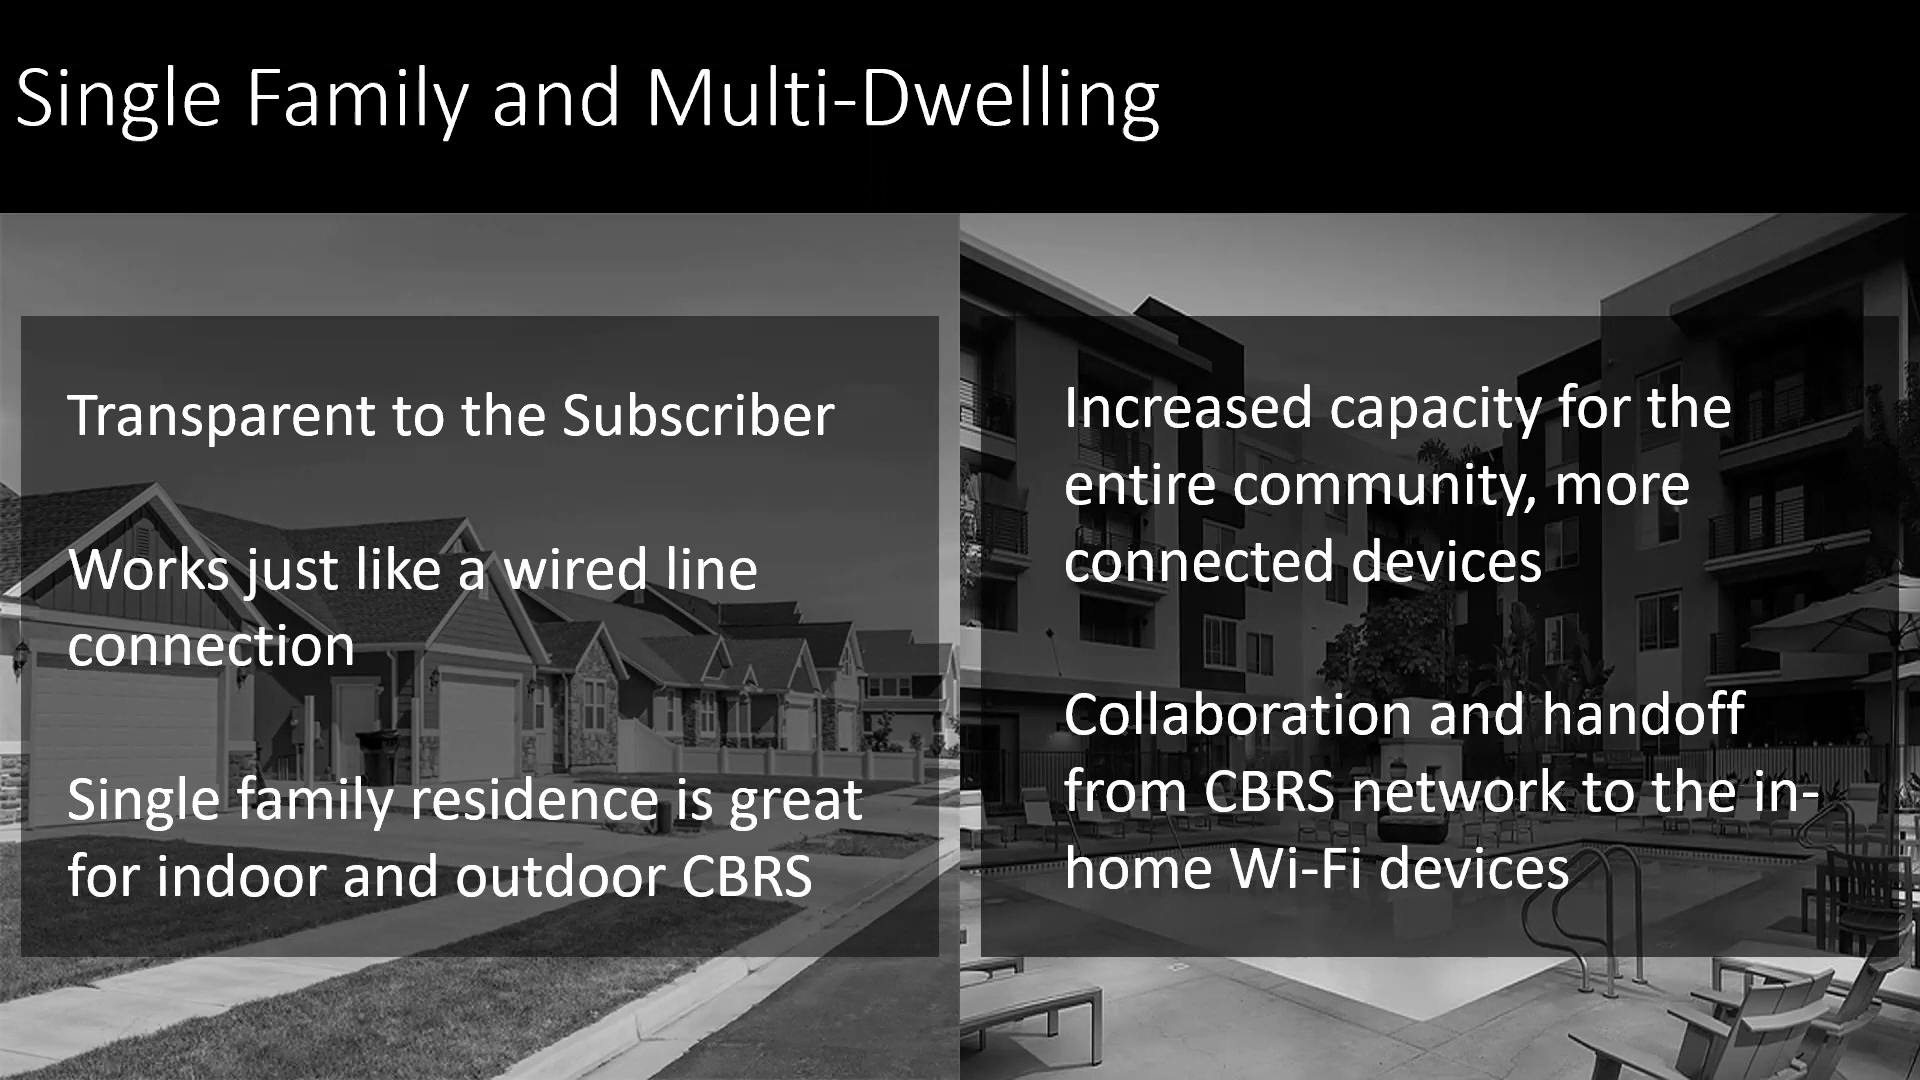 Single Family and Multi-Dwelling
Transparent to the Subscriber
Works just like a wired line
connection
Single family residence is great
for indoor and outdoor CBRS
Increased capacity for the
entire community, more
connected devices
Collaboration and handoff
from CBRS network to the in-
home Wi-Fi devices